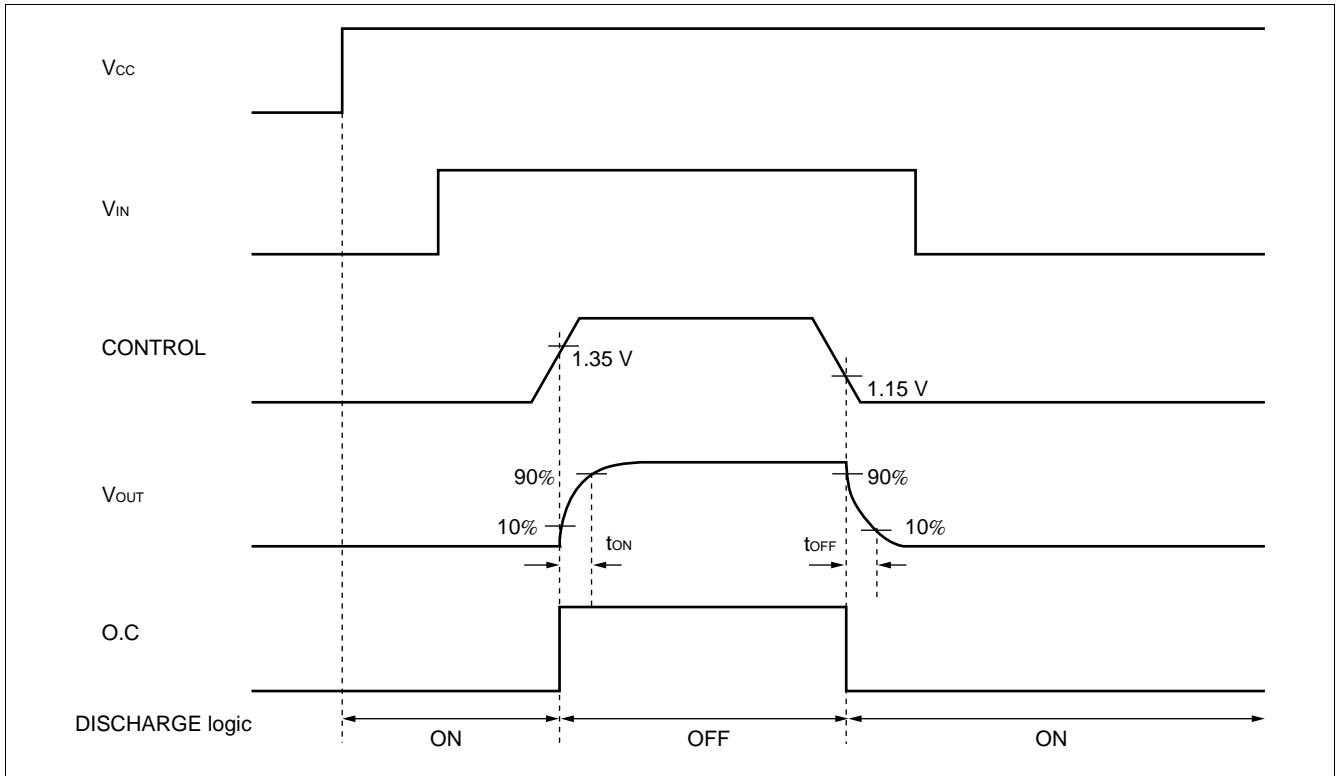 VCC
VIN
CONTROL
1.35 V
1.15 V
VOUT
90%
90%
10%
10%
tON
tOFF
O.C
DISCHARGE logic
ON
OFF
ON